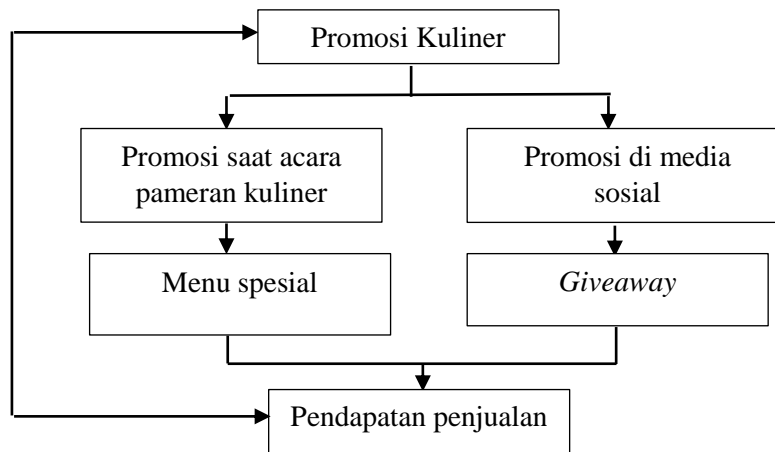 Promosi Kuliner
Promosi saat acara
pameran kuliner
Promosi di media
sosial
Menu spesial
Giveaway
Pendapatan penjualan